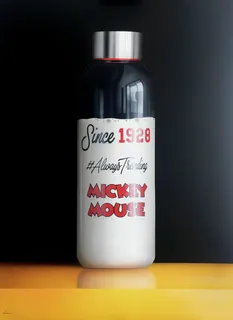 Since 1928
#AlwaysTrending
MICKEY
MOUSE